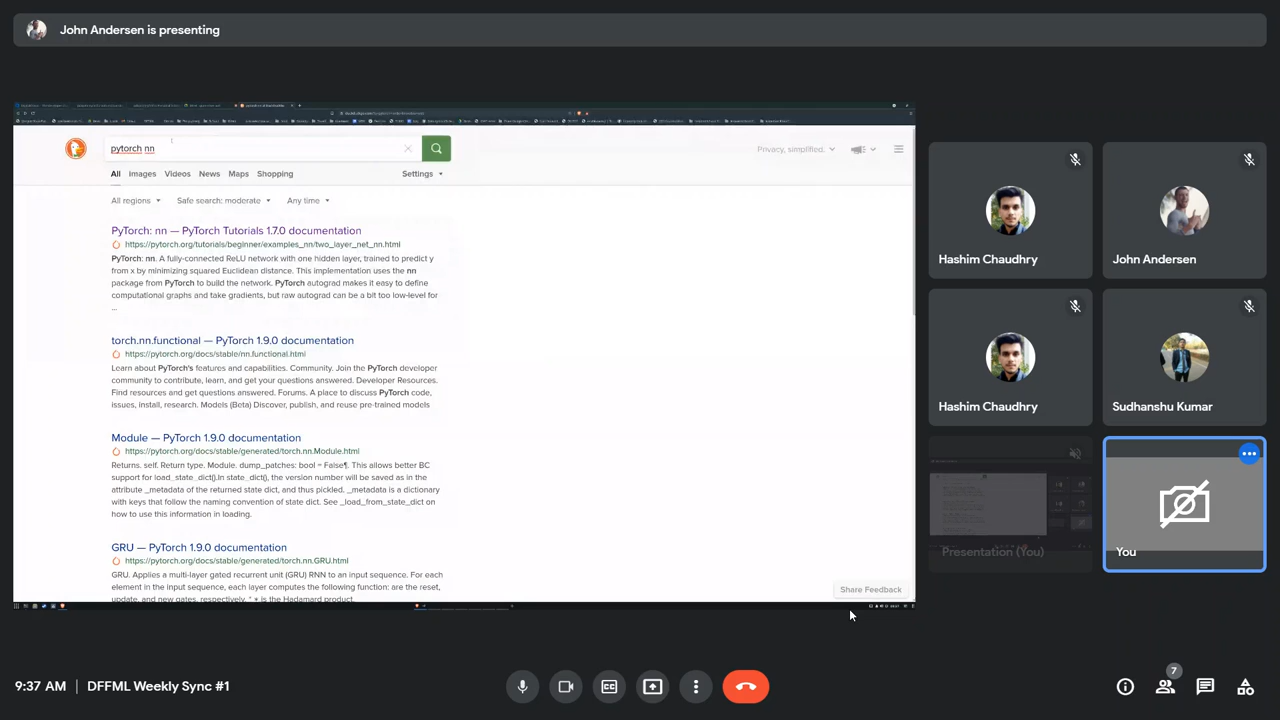 John Andersen is presenting
pytorch nn
Privacy, simplified.
All Images Videos News Maps Shopping Settings
All regions Safe search: moderate Any time
PyTorch: nn — PyTorch Tutorials 1.7.0 documentation
https://pytorch.org/tutorials/beginner/examples_nn/two_layer_net_nn.html
PyTorch: nn. A fully-connected ReLU network with one hidden layer, trained to predict y
from x by minimizing squared Euclidean distance. This implementation uses the nn
package from PyTorch to build the network. PyTorch autograd makes it easy to define
computational graphs and take gradients, but raw autograd can be a bit too low-level for
...
torch.nn.functional — PyTorch 1.9.0 documentation
https://pytorch.org/docs/stable/nn.functional.html
Learn about PyTorch's features and capabilities. Community. Join the PyTorch developer
community to contribute, learn, and get your questions answered. Developer Resources.
Find resources and get questions answered. Forums. A place to discuss PyTorch code,
issues, install, research. Models (Beta) Discover, publish, and reuse pre-trained models
Module — PyTorch 1.9.0 documentation
https://pytorch.org/docs/stable/generated/torch.nn.Module.html
Returns. self. Return type. Module. dump_patches: bool = False¶. This allows better BC
support for load_state_dict().In state_dict(), the version number will be saved as in the
attribute _metadata of the returned state dict, and thus pickled. _metadata is a dictionary
with keys that follow the naming convention of state dict. See _load_from_state_dict on
how to use this information in loading.
GRU — PyTorch 1.9.0 documentation
https://pytorch.org/docs/stable/generated/torch.nn.GRU.html
GRU. Applies a multi-layer gated recurrent unit (GRU) RNN to an input sequence. For each
element in the input sequence, each layer computes the following function: are the reset,
update, and new gates, respectively. * is the Hadamard product.
Share Feedback
Hashim Chaudhry
John Andersen
Hashim Chaudhry
Sudhanshu Kumar
Presentation (You)
You
9:37 AM | DFFML Weekly Sync #1
7